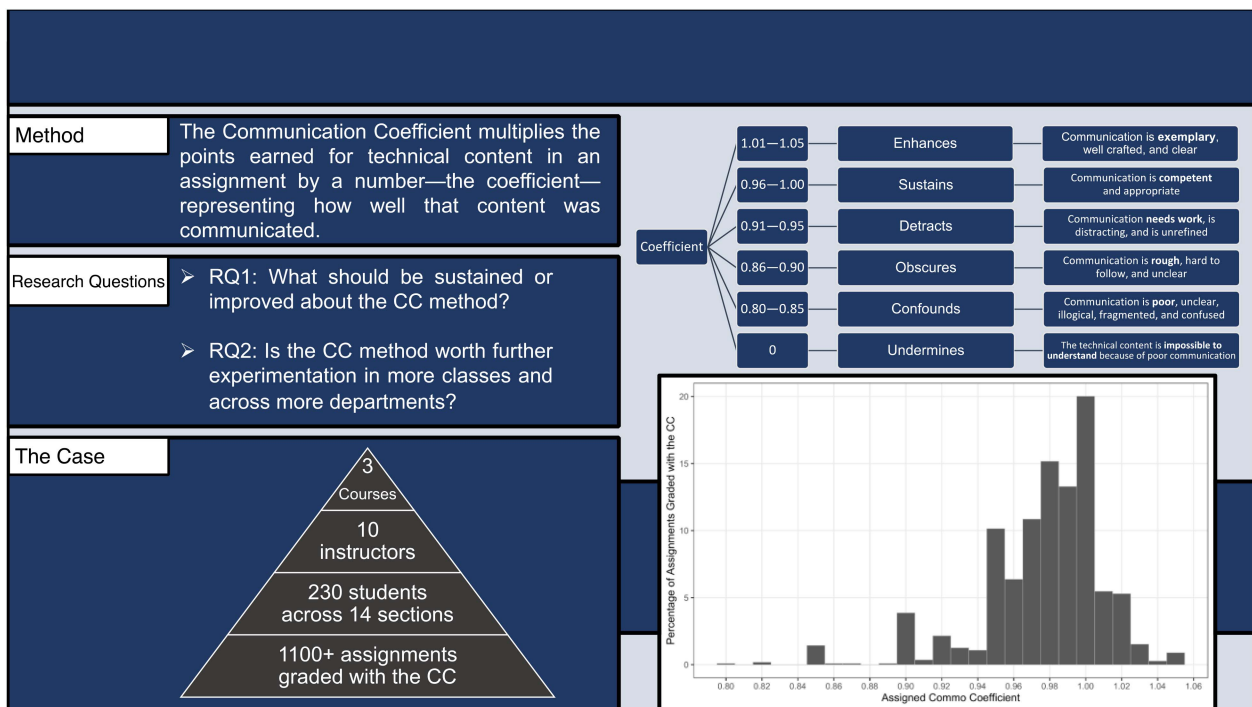 Method
The Communication Coefficient multiplies the
points earned for technical content in an
assignment by a number—the coefficient—
representing how well that content was
communicated.
Research Questions
➢ RQ1: What should be sustained or
improved about the CC method?
➢ RQ2: Is the CC method worth further
experimentation in more classes and
across more departments?
The Case
3
Courses
10
instructors
230 students
across 14 sections
1100+ assignments
graded with the CC
Coefficient
1.01—1.05
Enhances
Communication is exemplary,
well crafted, and clear
0.96—1.00
Sustains
Communication is competent
and appropriate
0.91—0.95
Detracts
Communication needs work, is
distracting, and is unrefined
0.86—0.90
Obscures
Communication is rough, hard to
follow, and unclear
0.80—0.85
Confounds
Communication is poor, unclear,
illogical, fragmented, and confused
0
Undermines
The technical content is impossible to
understand because of poor communication
Percentage of Assignments Graded with the CC
20
15
10
5
0
0.80 0.82 0.84 0.86 0.88 0.90 0.92 0.94 0.96 0.98 1.00 1.02 1.04 1.06
Assigned Commo Coefficient